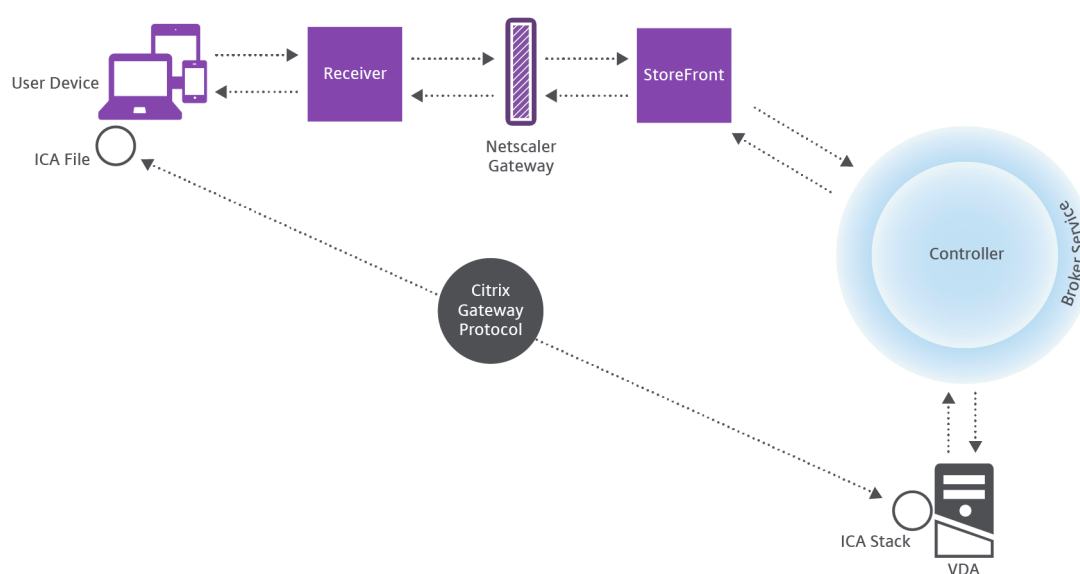 User Device
Receiver
StoreFront
Netscaler
Gateway
ICA File
Controller
Broker Service
Citrix
Gateway
Protocol
ICA Stack
VDA